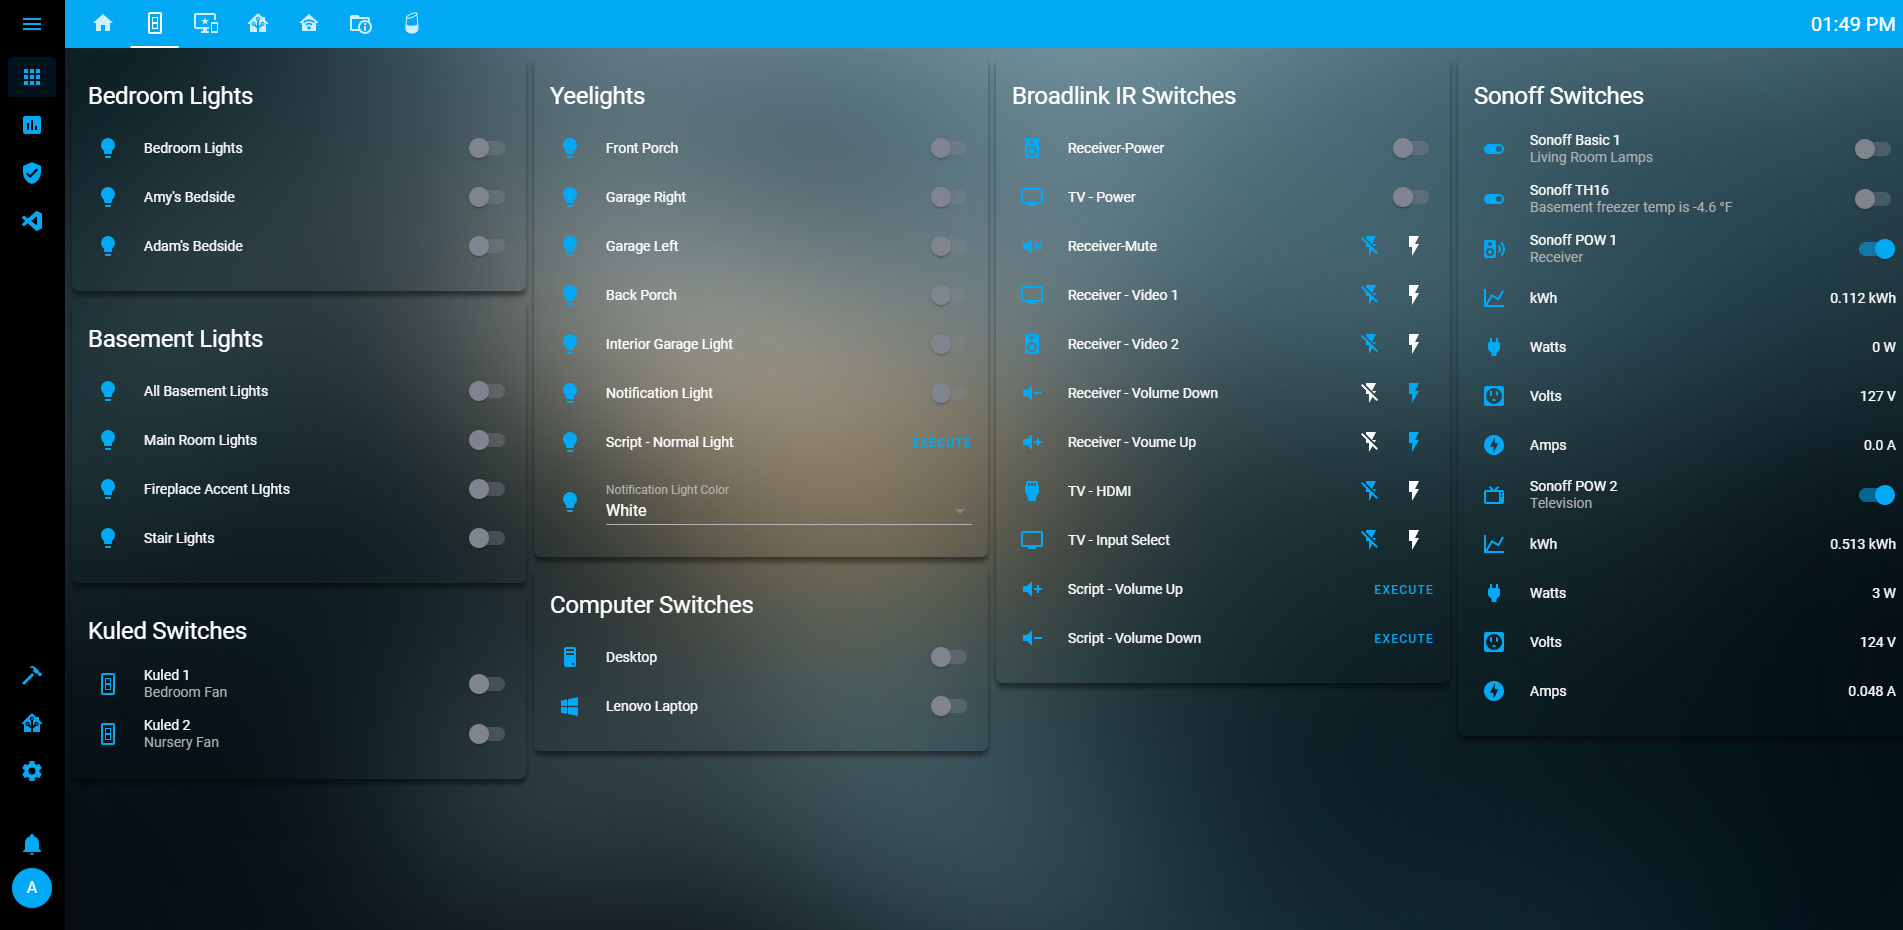 01:49 PM
Bedroom Lights
Bedroom Lights
Amy's Bedside
Adam's Bedside
Basement Lights
All Basement Lights
Main Room Lights
Fireplace Accent LIghts
Stair Lights
Kuled Switches
Kuled 1
Bedroom Fan
Kuled 2
Nursery Fan
A
Yeelights
Front Porch
Garage Right
Garage Left
Back Porch
Interior Garage Light
Notification Light
Script - Normal Light EXECUTE
Notification Light Color
White
Computer Switches
Desktop
Lenovo Laptop
Broadlink IR Switches
Receiver-Power
TV - Power
Receiver-Mute
Receiver - Video 1
Receiver - Video 2
Receiver - Volume Down
Receiver - Voume Up
TV - HDMI
TV - Input Select
Script - Volume Up EXECUTE
Script - Volume Down EXECUTE
Sonoff Switches
Sonoff Basic 1
Living Room Lamps
Sonoff TH16
Basement freezer temp is -4.6 °F
Sonoff POW 1
Receiver
kWh 0.112 kWh
Watts 0 W
Volts 127 V
Amps 0.0 A
Sonoff POW 2
Television
kWh 0.513 kWh
Watts 3 W
Volts 124 V
Amps 0.048 A